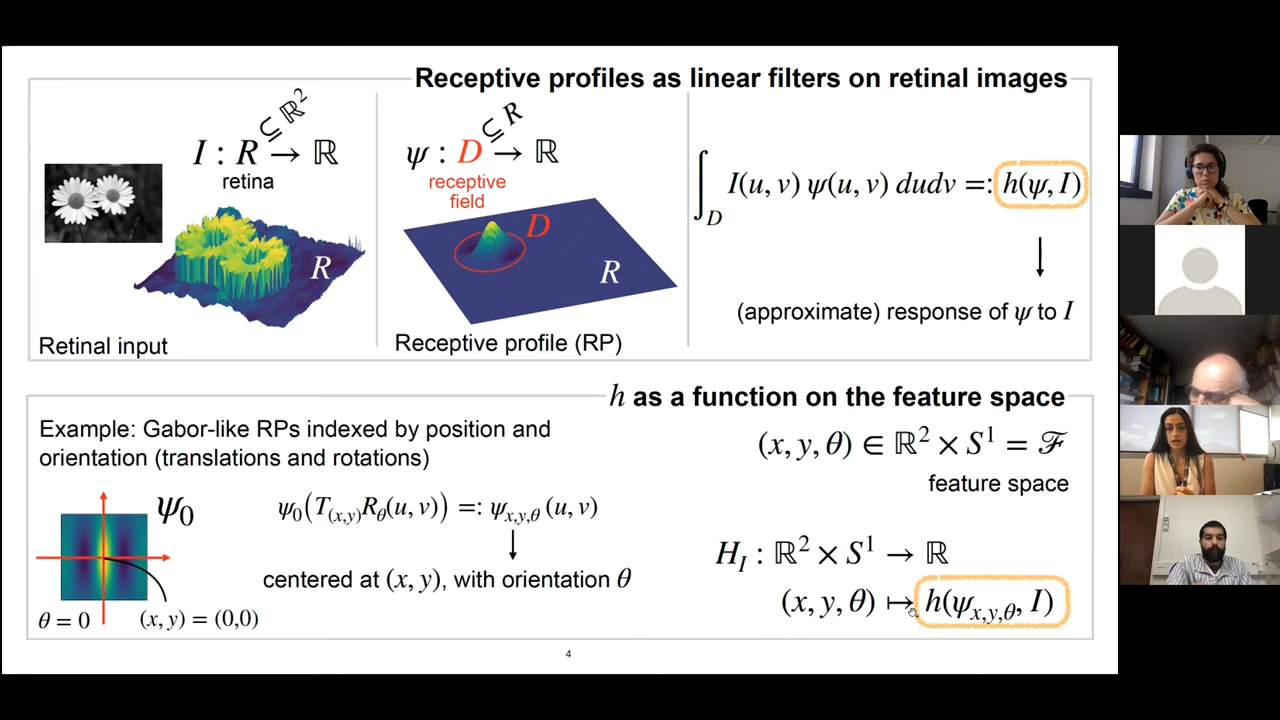 Receptive profiles as linear filters on retinal images
I : R → ℝ
⊆ ℝ²
retina
R
Retinal input
ψ : D → ℝ
⊆ R
receptive
field
D
R
Receptive profile (RP)
∫_D I(u, v) ψ(u, v) dudv =: h(ψ, I)
(approximate) response of ψ to I
h as a function on the feature space
Example: Gabor-like RPs indexed by position and
orientation (translations and rotations)
ψ₀
θ = 0
(x, y) = (0,0)
ψ₀(T_(x,y)R_θ(u, v)) =: ψ_x,y,θ (u, v)
centered at (x, y), with orientation θ
(x, y, θ) ∈ ℝ² × S¹ = ℱ
feature space
H_I : ℝ² × S¹ → ℝ
(x, y, θ) ↦ h(ψ_x,y,θ, I)
4